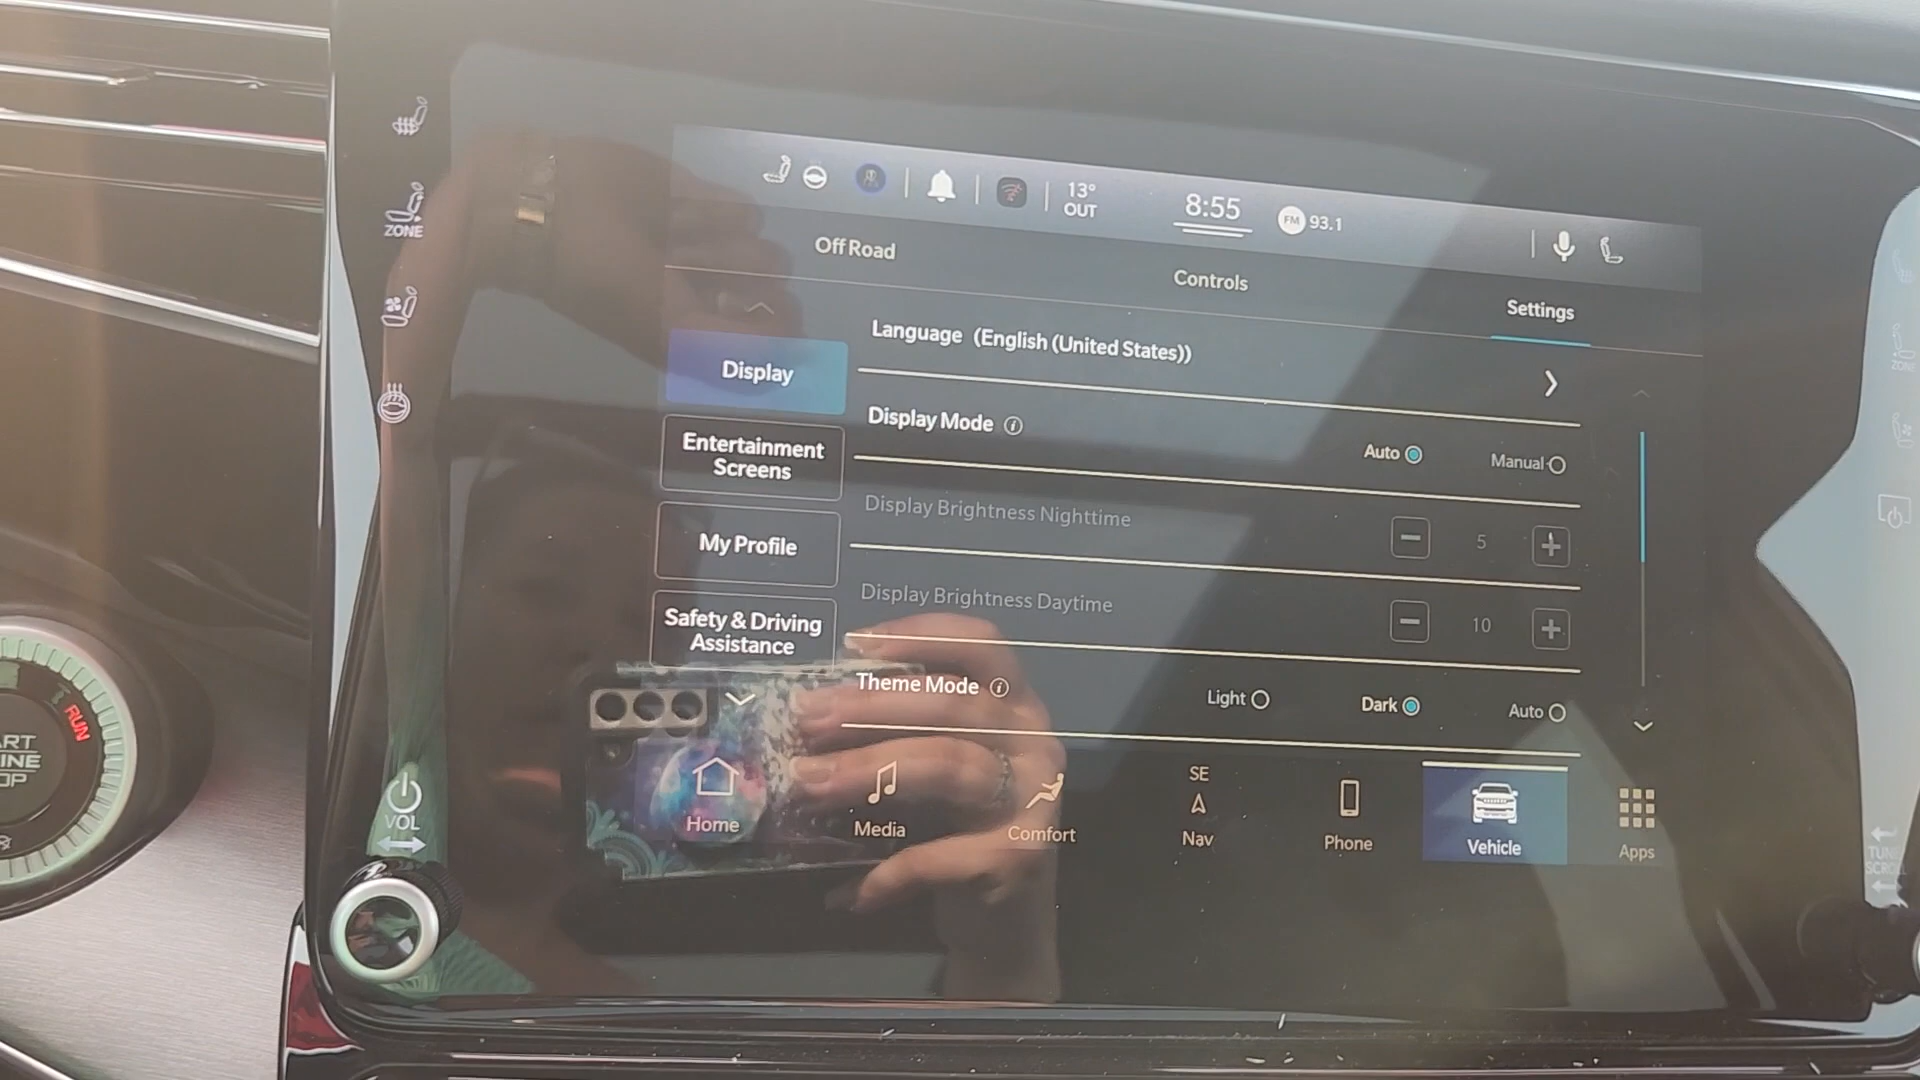 13°
OUT
8:55
FM 93.1
Off Road
Controls
Settings
Language (English (United States))
Display
Display Mode
Auto
Manual
Entertainment
Screens
Display Brightness Nighttime
5
My Profile
Display Brightness Daytime
10
Safety & Driving
Assistance
Theme Mode
Light
Dark
Auto
Home
Media
Comfort
SE
Nav
Phone
Vehicle
Apps
ZONE
VOL
RUN
ZONE